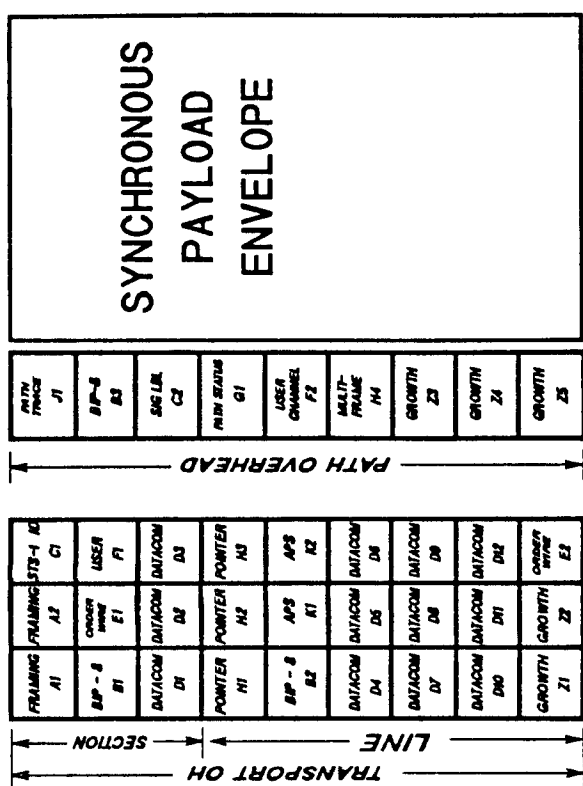 TRANSPORT OH
SECTION
LINE
FRAMING
A1
FRAMING
A2
STS-1 ID
C1
BIP - 8
B1
ORDER
WIRE
E1
USER
F1
DATACOM
D1
DATACOM
D2
DATACOM
D3
POINTER
H1
POINTER
H2
POINTER
H3
BIP - 8
B2
APS
K1
APS
K2
DATACOM
D4
DATACOM
D5
DATACOM
D6
DATACOM
D7
DATACOM
D8
DATACOM
D9
DATACOM
D10
DATACOM
D11
DATACOM
D12
GROWTH
Z1
GROWTH
Z2
ORDER
WIRE
E2
PATH OVERHEAD
PATH
TRACE
J1
BIP-8
B3
SIG LBL
C2
PATH STATUS
G1
USER
CHANNEL
F2
MULTI-
FRAME
H4
GROWTH
Z3
GROWTH
Z4
GROWTH
Z5
SYNCHRONOUS
PAYLOAD
ENVELOPE